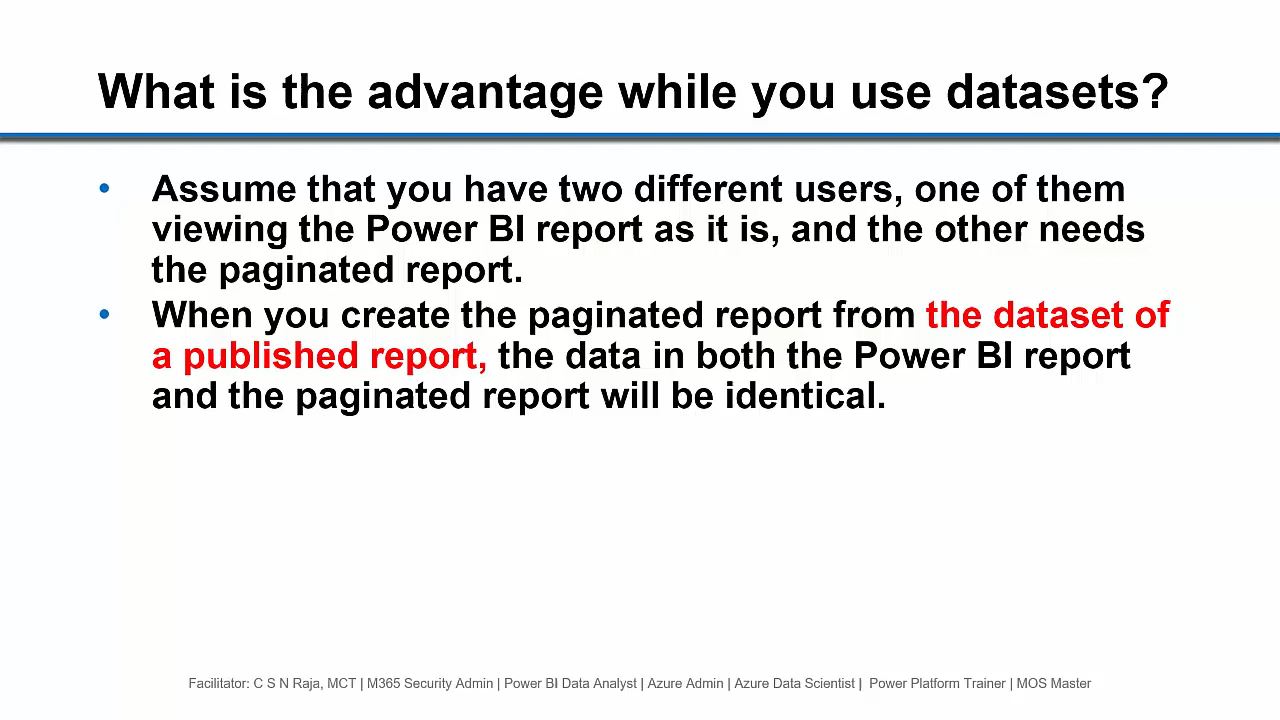 What is the advantage while you use datasets?
• Assume that you have two different users, one of them
viewing the Power BI report as it is, and the other needs
the paginated report.
• When you create the paginated report from the dataset of
a published report, the data in both the Power BI report
and the paginated report will be identical.
Facilitator: C S N Raja, MCT | M365 Security Admin | Power BI Data Analyst | Azure Admin | Azure Data Scientist | Power Platform Trainer | MOS Master